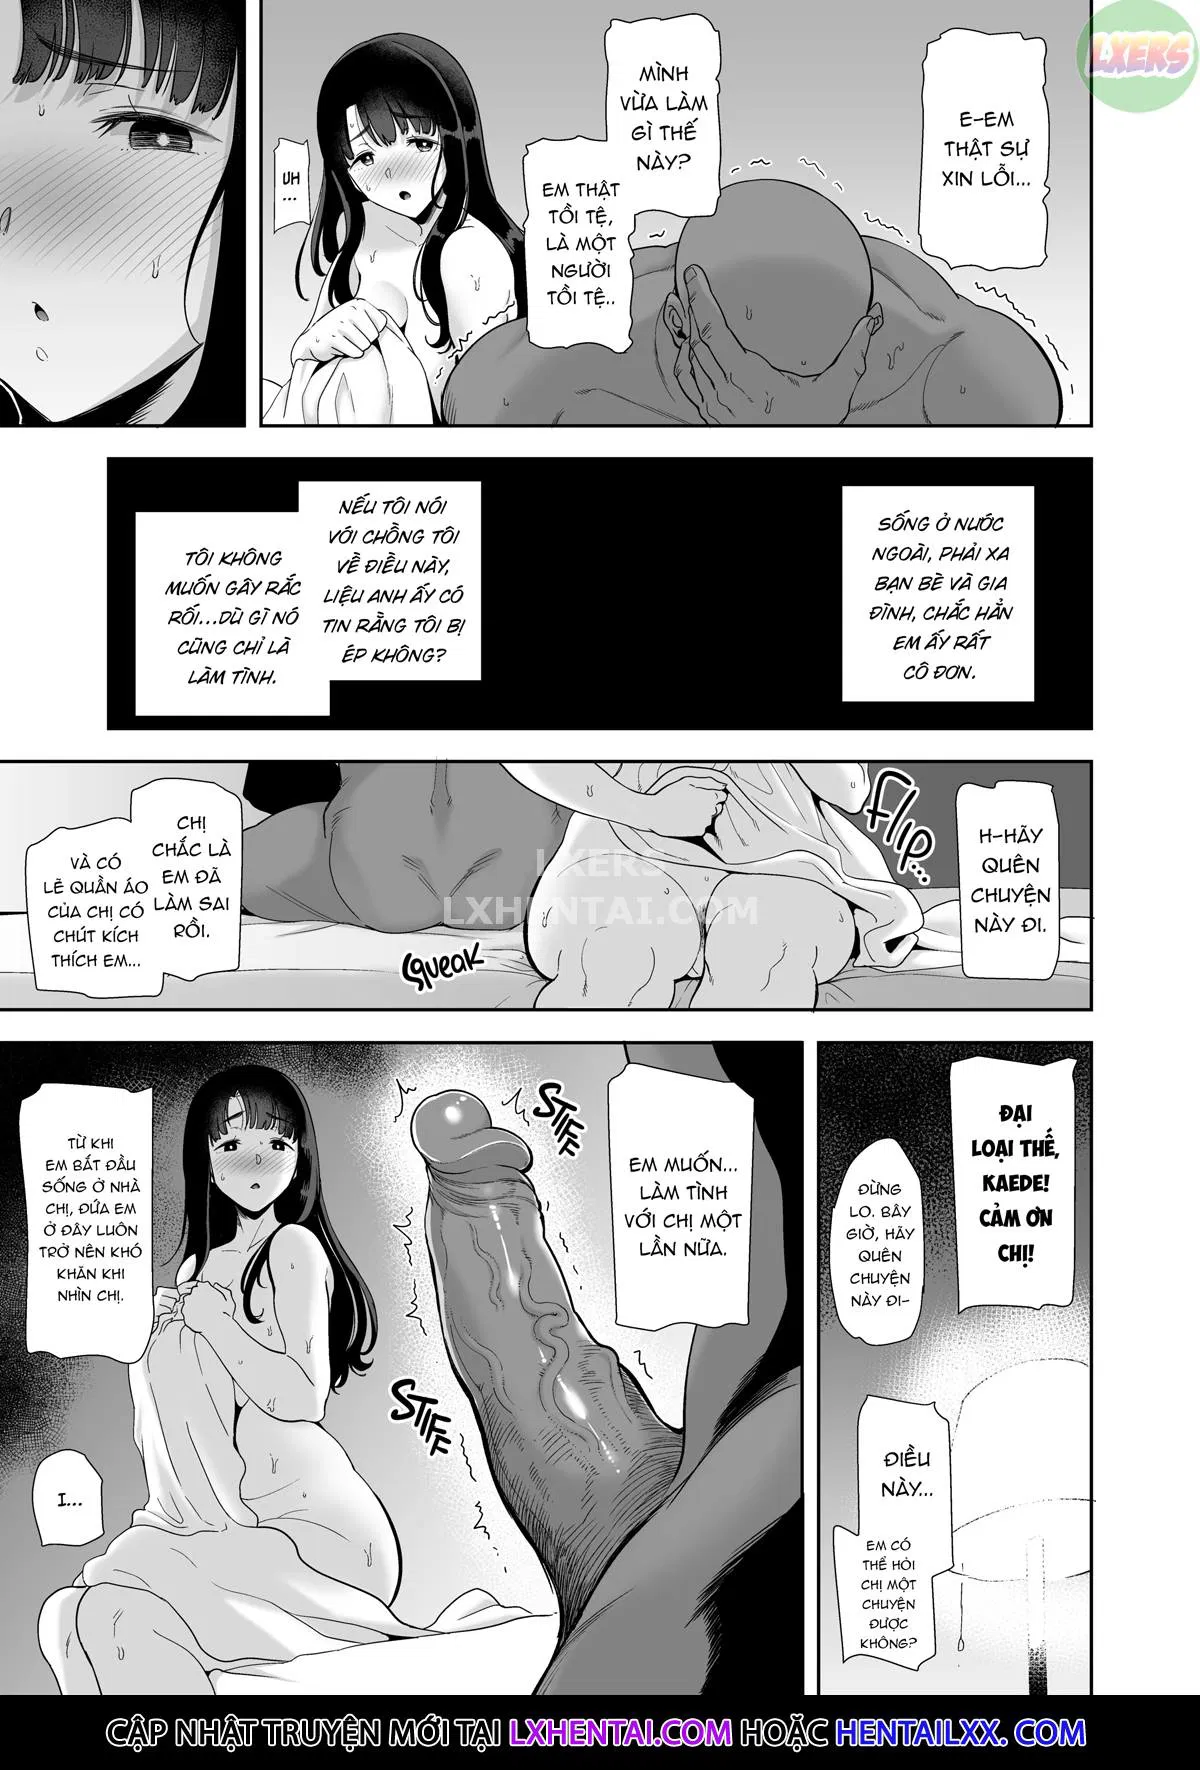 LXERS
E-EM
THẬT SỰ
XIN LỖI...
MÌNH
VỪA LÀM
GÌ THẾ
NÀY?
EM THẬT
TỒI TỆ,
LÀ MỘT
NGƯỜI
TỒI TỆ..
UH
...
SỐNG Ở NƯỚC
NGOÀI, PHẢI XA
BẠN BÈ VÀ GIA
ĐÌNH, CHẮC HẲN
EM ẤY RẤT
CÔ ĐƠN.
NẾU TÔI NÓI
VỚI CHỒNG TÔI
VỀ ĐIỀU NÀY,
LIỆU ANH ẤY CÓ
TIN RẰNG TÔI BỊ
ÉP KHÔNG?
TÔI KHÔNG
MUỐN GÂY RẮC
RỐI...DÙ GÌ NÓ
CŨNG CHỈ LÀ
LÀM TÌNH.
H-HÃY
QUÊN
CHUYỆN
NÀY ĐI.
FLIP...
SQUEAK
CHỊ
CHẮC LÀ
EM ĐÃ
LÀM SAI
RỒI.
VÀ CÓ
LẼ QUẦN ÁO
CỦA CHỊ CÓ
CHÚT KÍCH
THÍCH EM...
LXERS
LXHENTAI.COM
ĐẠI
LOẠI THẾ,
KAEDE!
CẢM ƠN
CHỊ!
ĐỪNG
LO. BÂY
GIỜ, HÃY
QUÊN
CHUYỆN
NÀY ĐI-
ĐIỀU
NÀY...
EM CÓ
THỂ HỎI
CHỊ MỘT
CHUYỆN
ĐƯỢC
KHÔNG?
EM MUỐN...
LÀM TÌNH
VỚI CHỊ MỘT
LẦN NỮA.
STIFF
STIFF
TỪ KHI
EM BẮT ĐẦU
SỐNG Ở NHÀ
CHỊ, ĐỨA EM
Ở ĐÂY LUÔN
TRỞ NÊN KHÓ
KHĂN KHI
NHÌN CHỊ.
I...
CẬP NHẬT TRUYỆN MỚI TẠI LXHENTAI.COM HOẶC HENTAILXX. COM